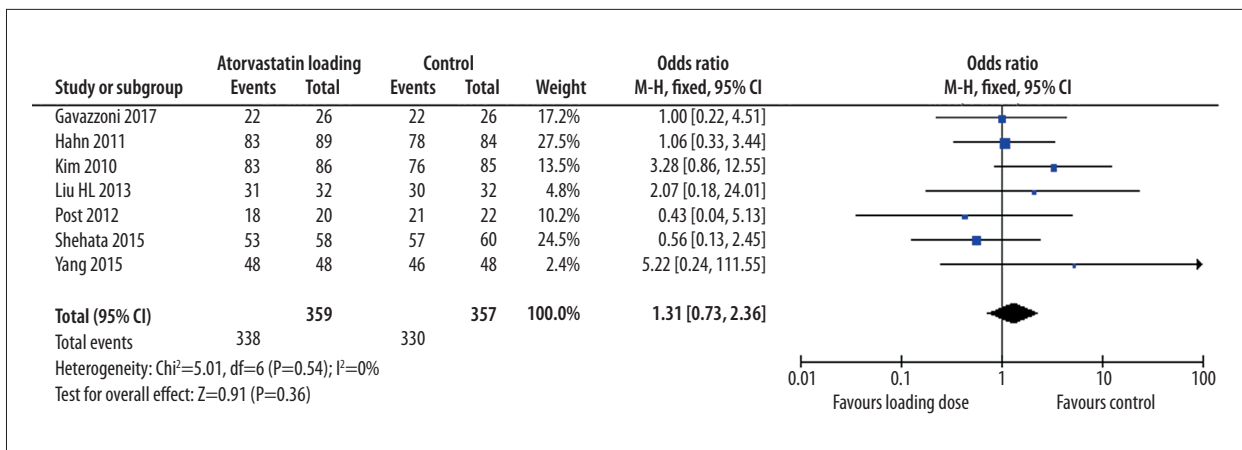 Atorvastatin loading Control Odds ratio Odds ratio
Study or subgroup Events Total Events Total Weight M-H, fixed, 95% CI M-H, fixed, 95% CI
Gavazzoni 2017 22 26 22 26 17.2% 1.00 [0.22, 4.51]
Hahn 2011 83 89 78 84 27.5% 1.06 [0.33, 3.44]
Kim 2010 83 86 76 85 13.5% 3.28 [0.86, 12.55]
Liu HL 2013 31 32 30 32 4.8% 2.07 [0.18, 24.01]
Post 2012 18 20 21 22 10.2% 0.43 [0.04, 5.13]
Shehata 2015 53 58 57 60 24.5% 0.56 [0.13, 2.45]
Yang 2015 48 48 46 48 2.4% 5.22 [0.24, 111.55]
Total (95% CI) 359 357 100.0% 1.31 [0.73, 2.36]
Total events 338 330
Heterogeneity: Chi²=5.01, df=6 (P=0.54); I²=0%
Test for overall effect: Z=0.91 (P=0.36)
0.01 0.1 1 10 100
Favours loading dose Favours control